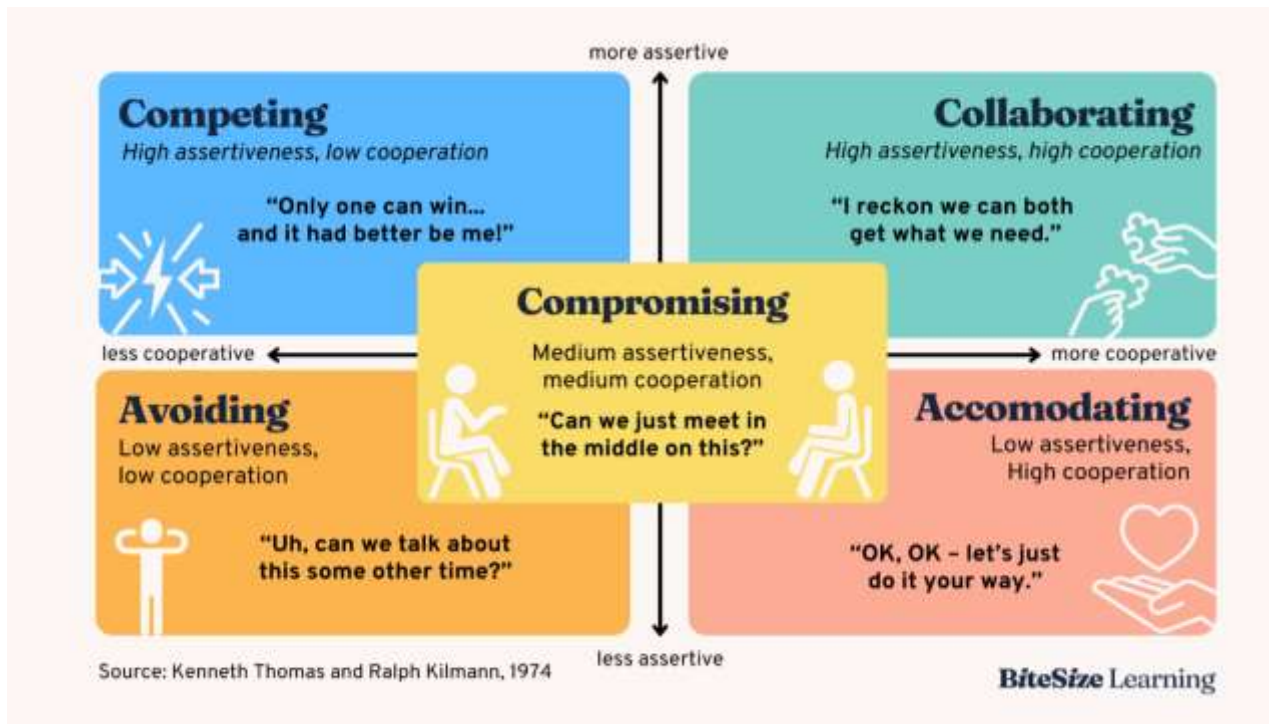 more assertive
Competing
High assertiveness, low cooperation
“Only one can win...
and it had better be me!”
Collaborating
High assertiveness, high cooperation
“I reckon we can both
get what we need.”
Compromising
Medium assertiveness,
medium cooperation
“Can we just meet in
the middle on this?”
less cooperative
more cooperative
Avoiding
Low assertiveness,
low cooperation
“Uh, can we talk about
this some other time?”
Accomodating
Low assertiveness,
High cooperation
“OK, OK – let’s just
do it your way.”
less assertive
Source: Kenneth Thomas and Ralph Kilmann, 1974
BiteSize Learning